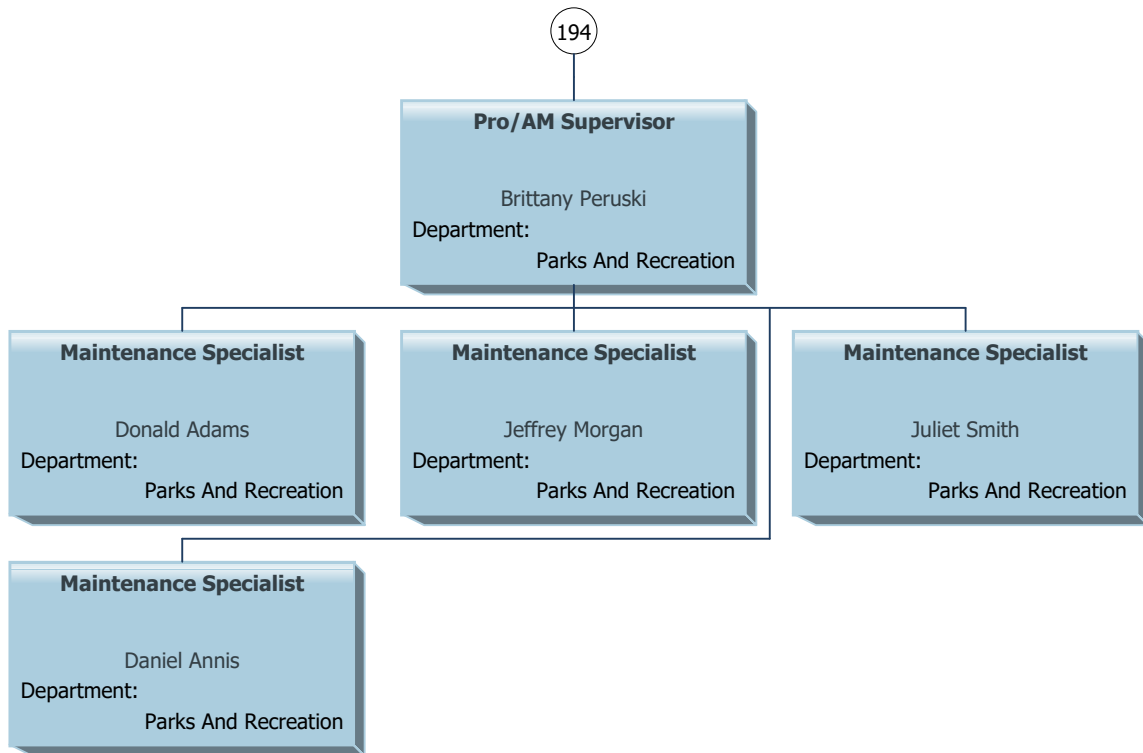 194
Pro/AM Supervisor
Brittany Peruski
Department:
Parks And Recreation
Maintenance Specialist
Donald Adams
Department:
Parks And Recreation
Maintenance Specialist
Jeffrey Morgan
Department:
Parks And Recreation
Maintenance Specialist
Juliet Smith
Department:
Parks And Recreation
Maintenance Specialist
Daniel Annis
Department:
Parks And Recreation